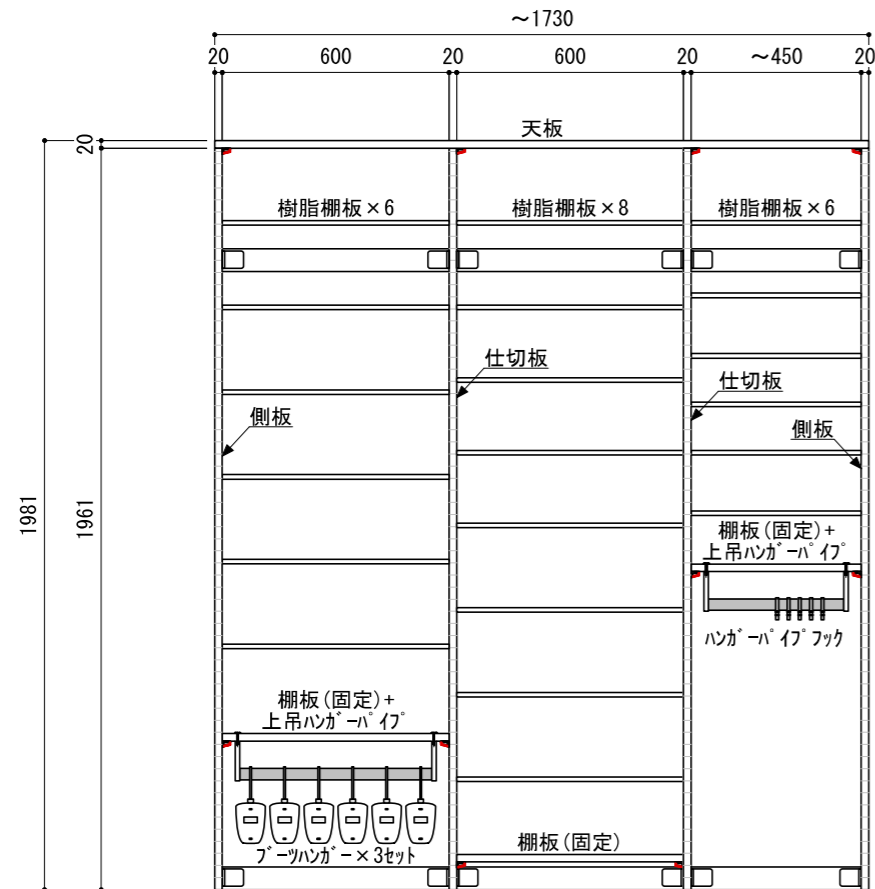 ～1730
20 600 20 600 20 ～450 20
天板
20
樹脂棚板×6 樹脂棚板×8 樹脂棚板×6
仕切板
仕切板
側板
側板
1981
1961
棚板(固定)+
上吊ﾊﾝｶﾞｰﾊﾟｲﾌﾟ
ﾊﾝｶﾞｰﾊﾟｲﾌﾟフック
棚板(固定)+
上吊ﾊﾝｶﾞｰﾊﾟｲﾌﾟ
ﾌﾞｰﾂﾊﾝｶﾞｰ×3ｾｯﾄ
棚板(固定)